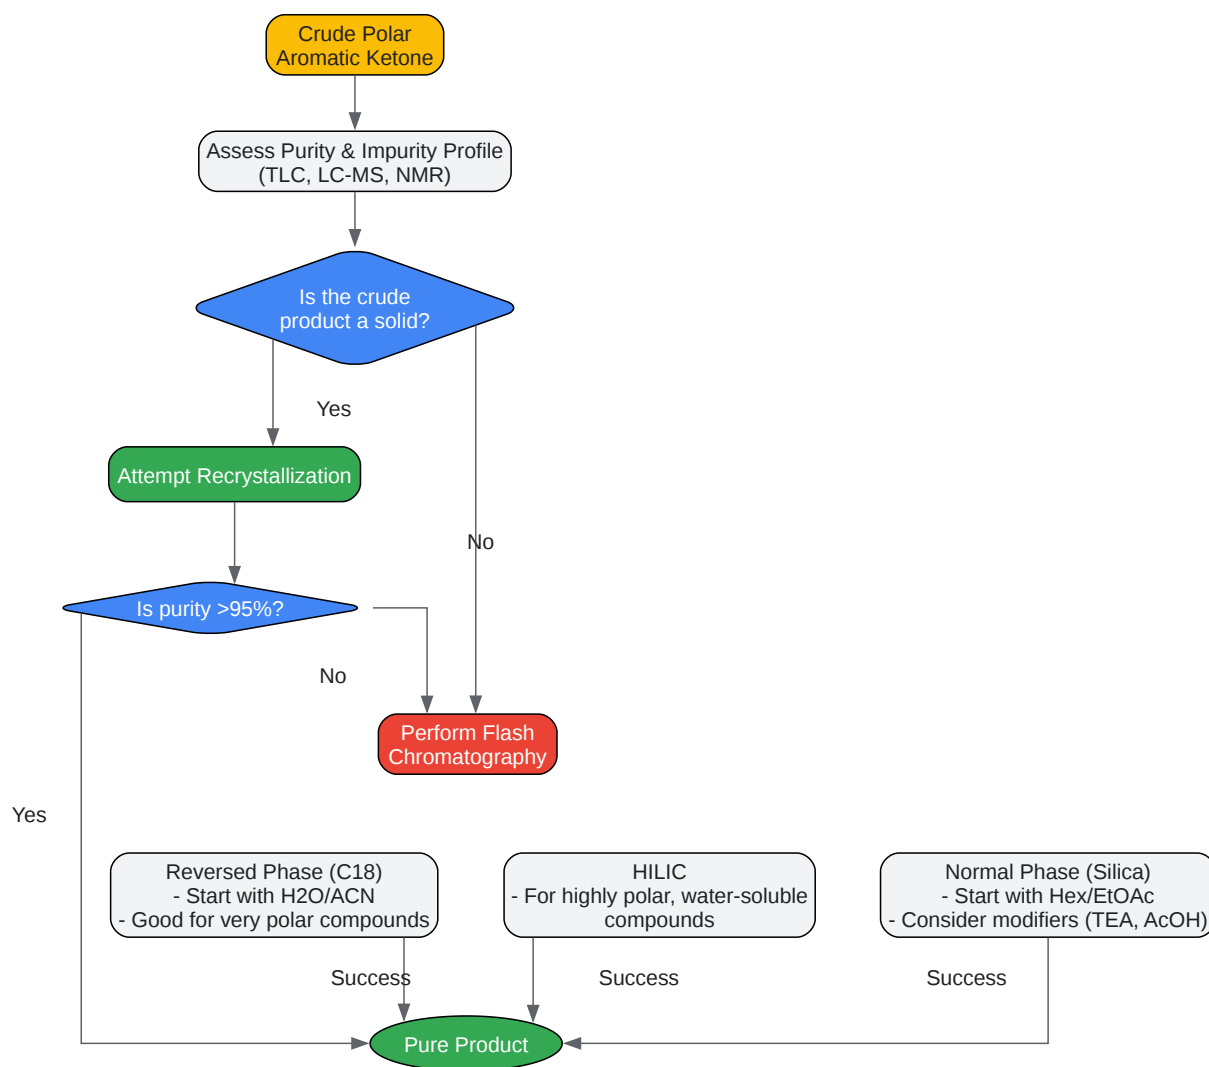 Crude Polar
Aromatic Ketone
Assess Purity & Impurity Profile
(TLC, LC-MS, NMR)
Is the crude
product a solid?
Yes
Attempt Recrystallization
No
Is purity >95%?
No
Perform Flash
Chromatography
Yes
Reversed Phase (C18)
- Start with H2O/ACN
- Good for very polar compounds
HILIC
- For highly polar, water-soluble
compounds
Normal Phase (Silica)
- Start with Hex/EtOAc
- Consider modifiers (TEA, AcOH)
Success
Success
Success
Pure Product